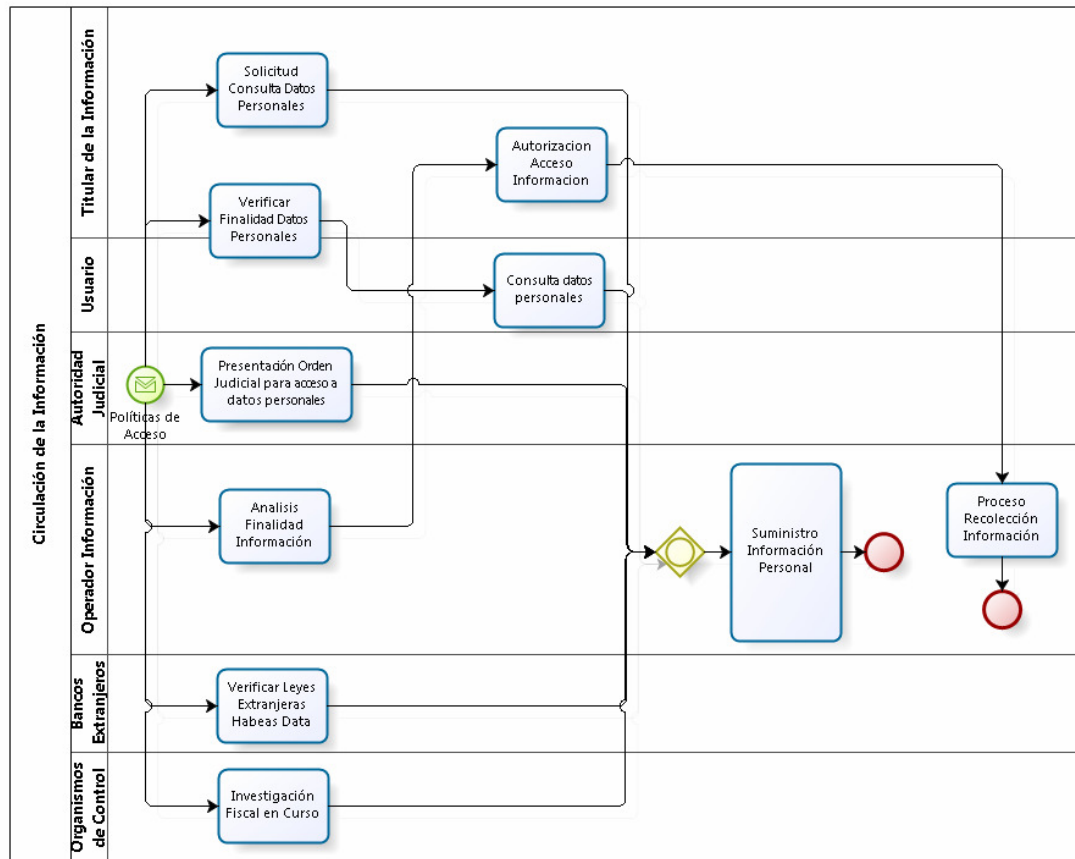 Circulación de la Información
Titular de la Información
Solicitud
Consulta Datos
Personales
Autorizacion
Acceso
Informacion
Verificar
Finalidad Datos
Personales
Usuario
Consulta datos
personales
Autoridad
Judicial
Presentación Orden
Judicial para acceso a
datos personales
Políticas de
Acceso
Operador Información
Analisis
Finalidad
Información
Suministro
Información
Personal
Proceso
Recolección
Información
Bancos
Extranjeros
Verificar Leyes
Extranjeras
Habeas Data
Organismos
de Control
Investigación
Fiscal en Curso